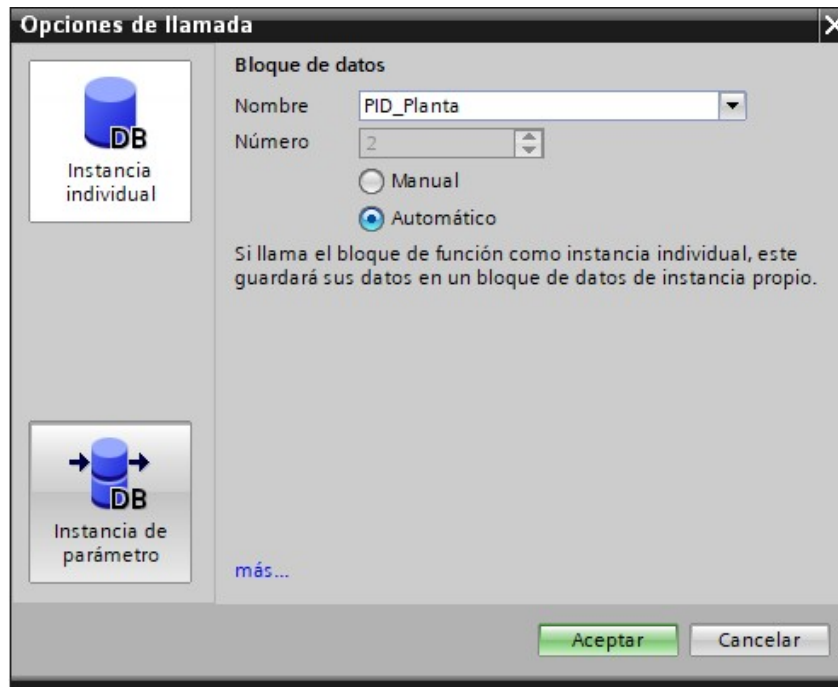 Opciones de llamada
DB
Instancia
individual
DB
Instancia de
parámetro
Bloque de datos
Nombre PID_Planta
Número 2
Manual
Automático
Si llama el bloque de función como instancia individual, este
guardará sus datos en un bloque de datos de instancia propio.
más...
Aceptar Cancelar